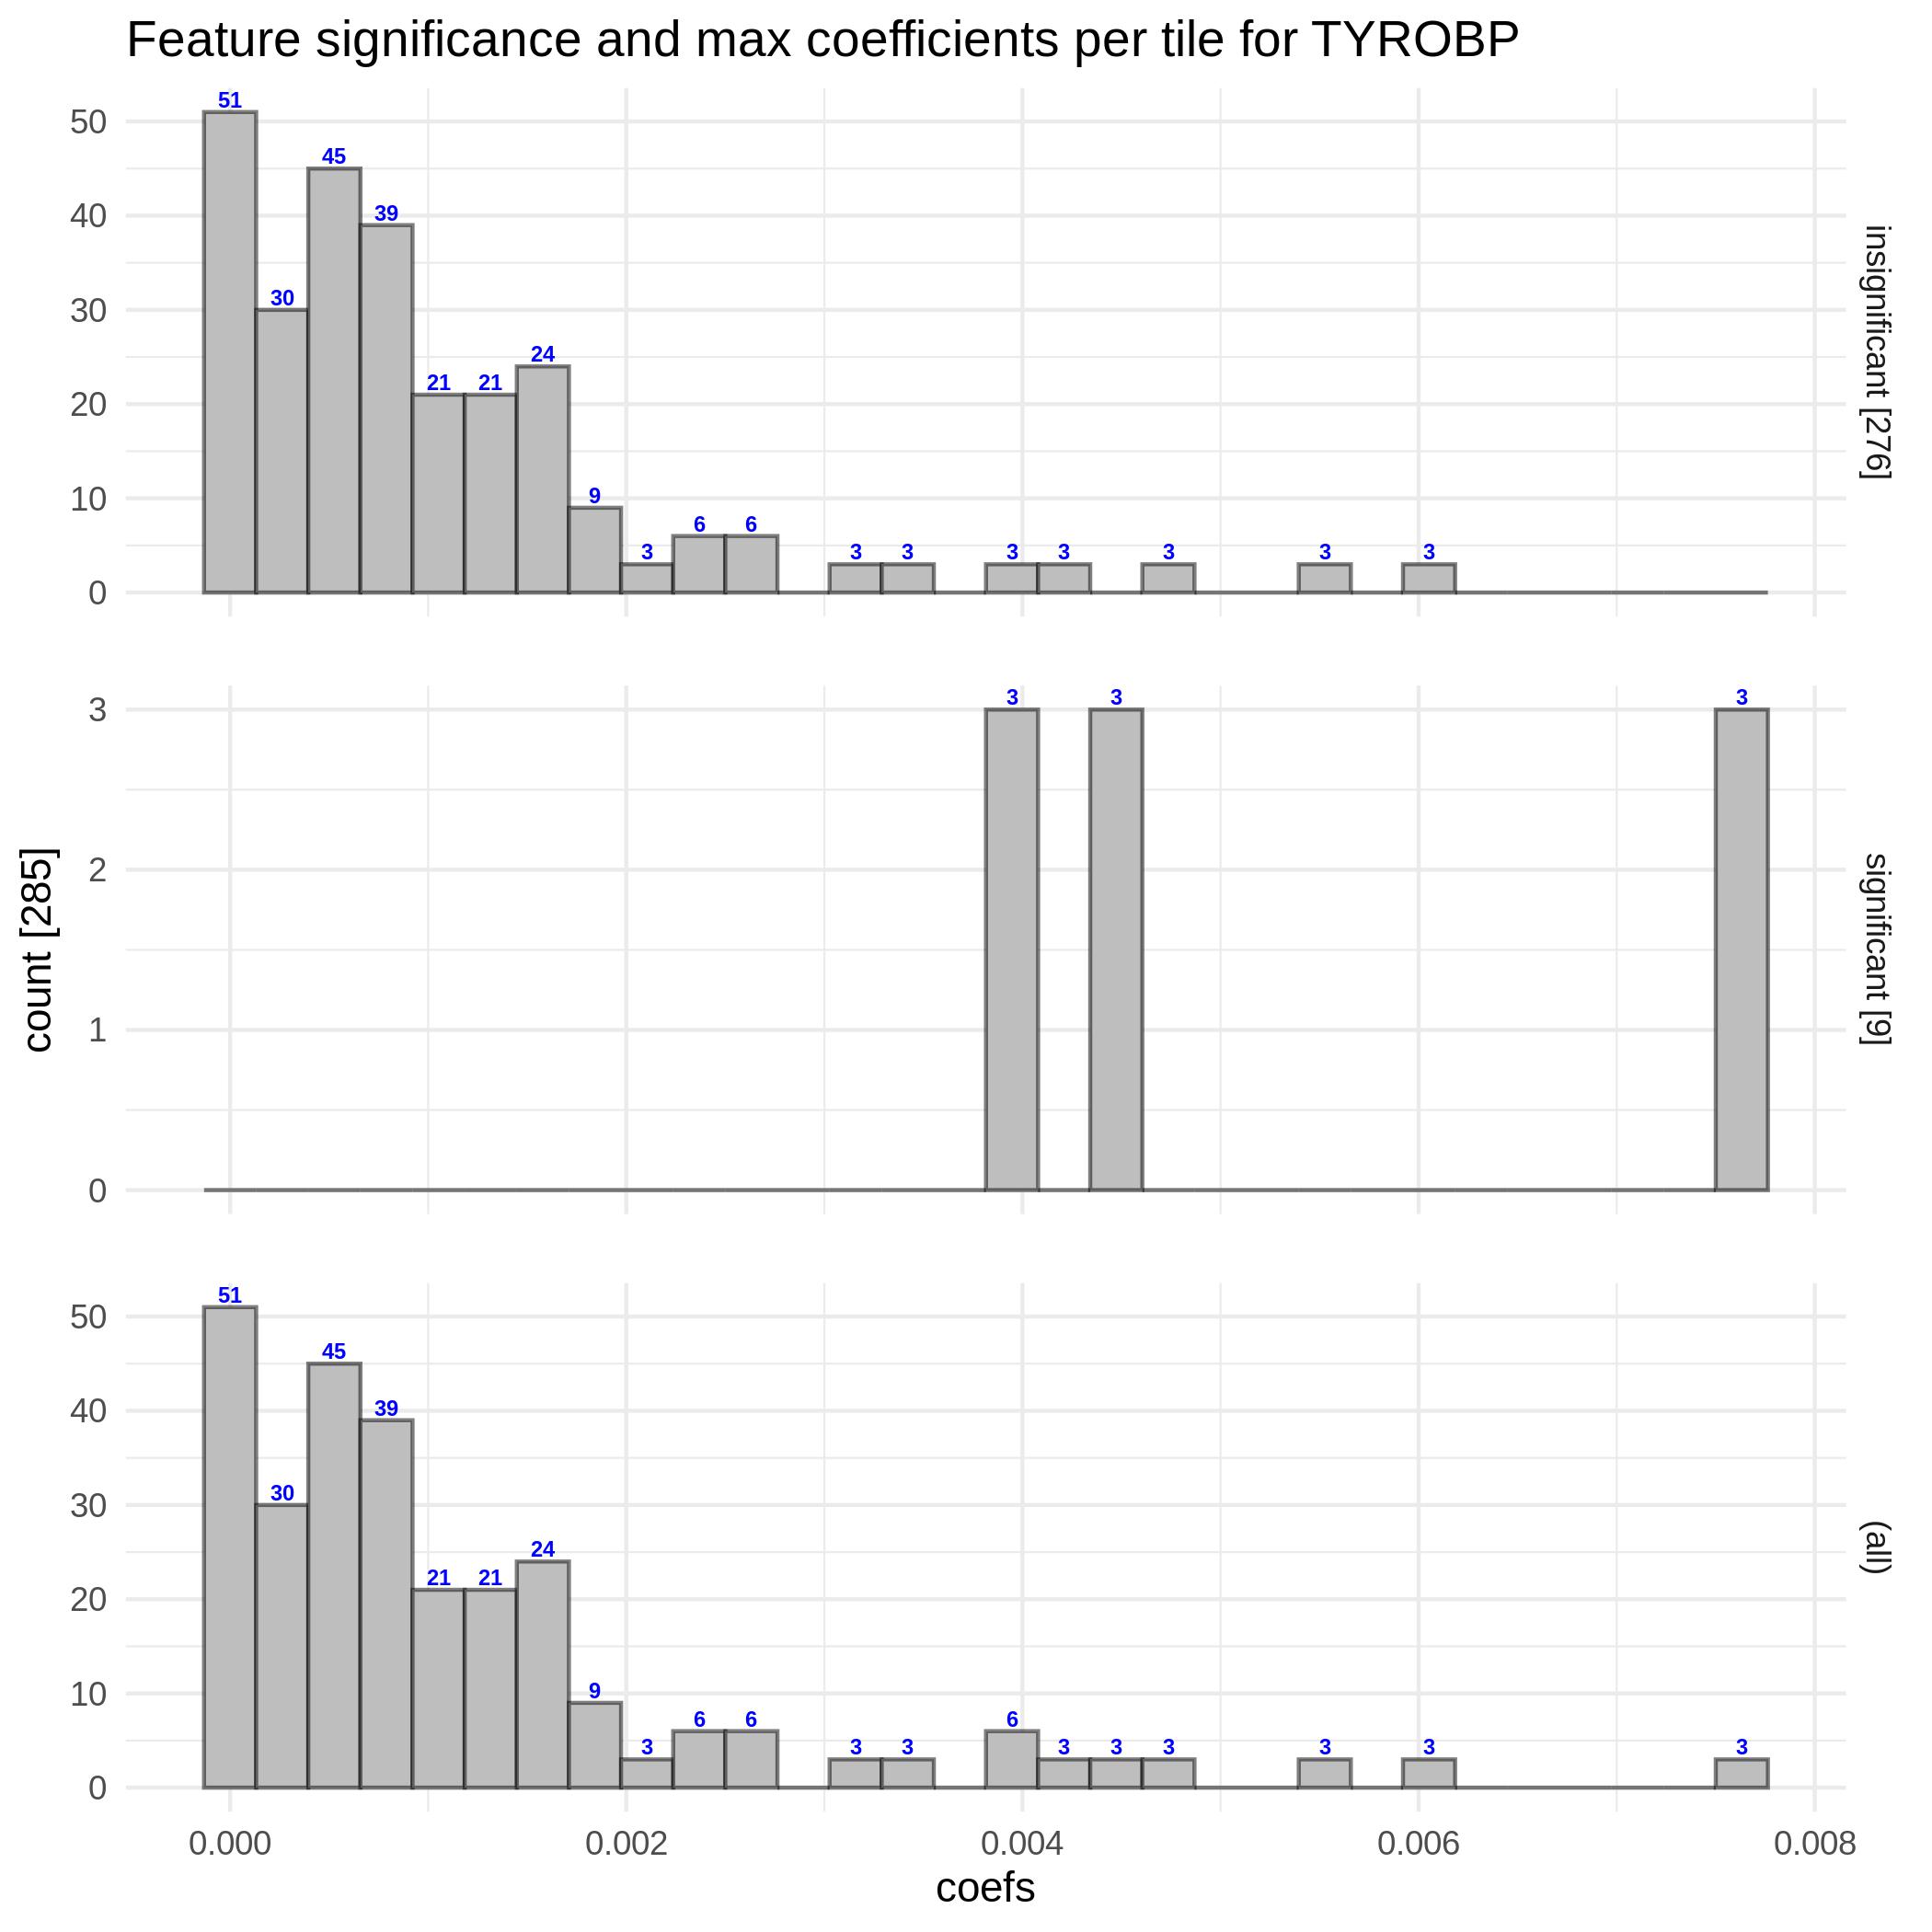 Feature significance and max coefficients per tile for TYROBP
51
50
45
40
39
30
30
24
21 21
20
10
9
6 6
3 3 3 3 3 3 3 3
0
insignificant [276]
3 3 3
3
2
1
0
significant [9]
count [285]
51
50
45
40
39
30
30
24
21 21
20
10
9
6 6 6
3 3 3 3 3 3 3 3 3
0
(all)
0.000 0.002 0.004 0.006 0.008
coefs